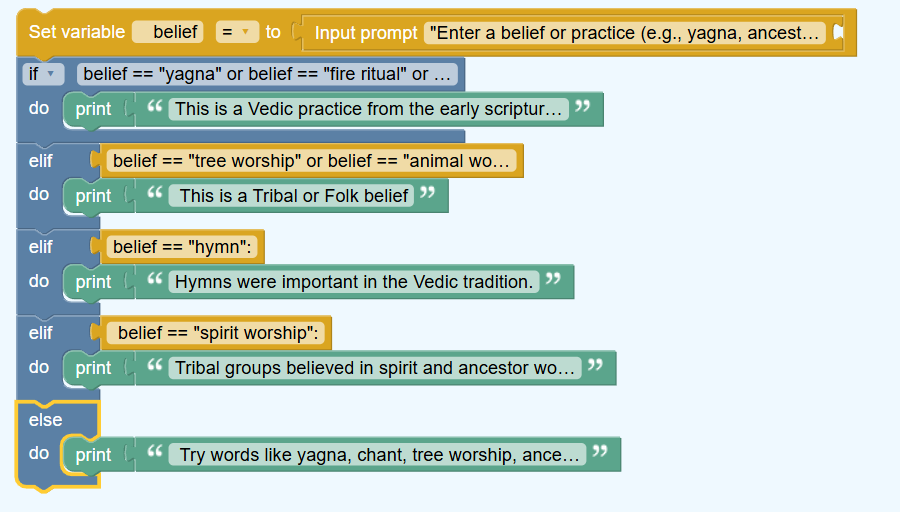 Set variable belief = to Input prompt "Enter a belief or practice (e.g., yagna, ancest...
if belief == "yagna" or belief == "fire ritual" or ...
do print “ This is a Vedic practice from the early scriptur... ”
elif belief == "tree worship" or belief == "animal wo...
do print “ This is a Tribal or Folk belief ”
elif belief == "hymn":
do print “ Hymns were important in the Vedic tradition. ”
elif belief == "spirit worship":
do print “ Tribal groups believed in spirit and ancestor wo... ”
else
do print “ Try words like yagna, chant, tree worship, ance... ”